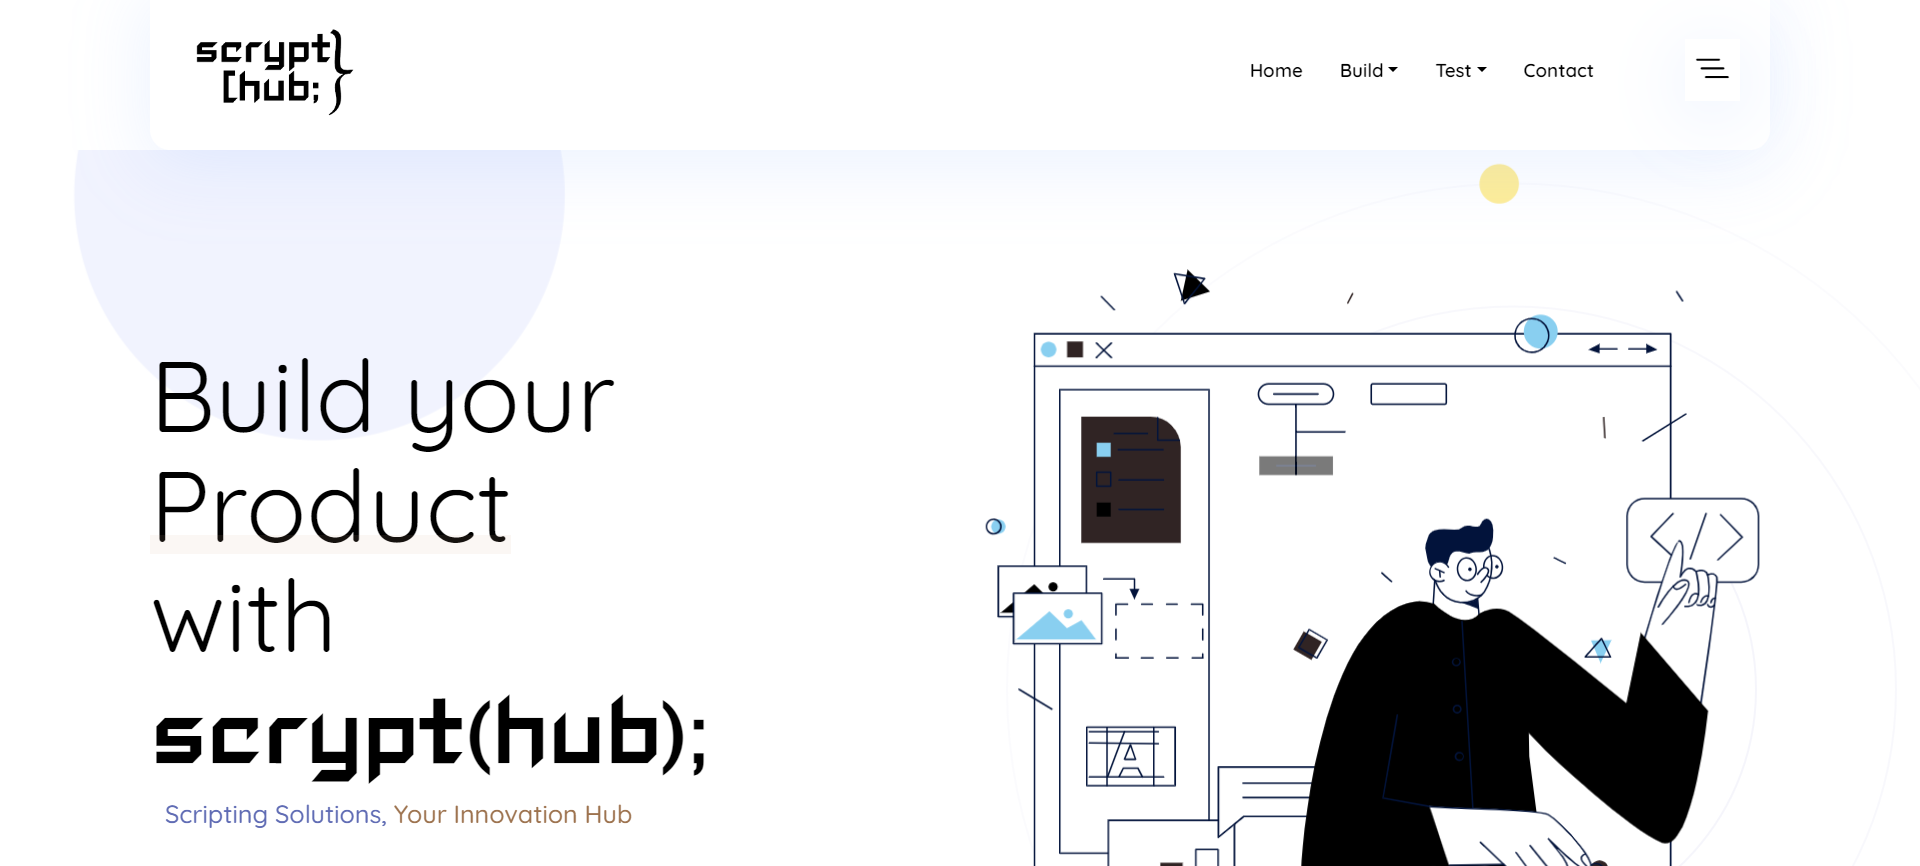 scrypt}
[hub;
Home Build Test Contact
Build your
Product
with
scrypt(hub);
Scripting Solutions, Your Innovation Hub
</>
A